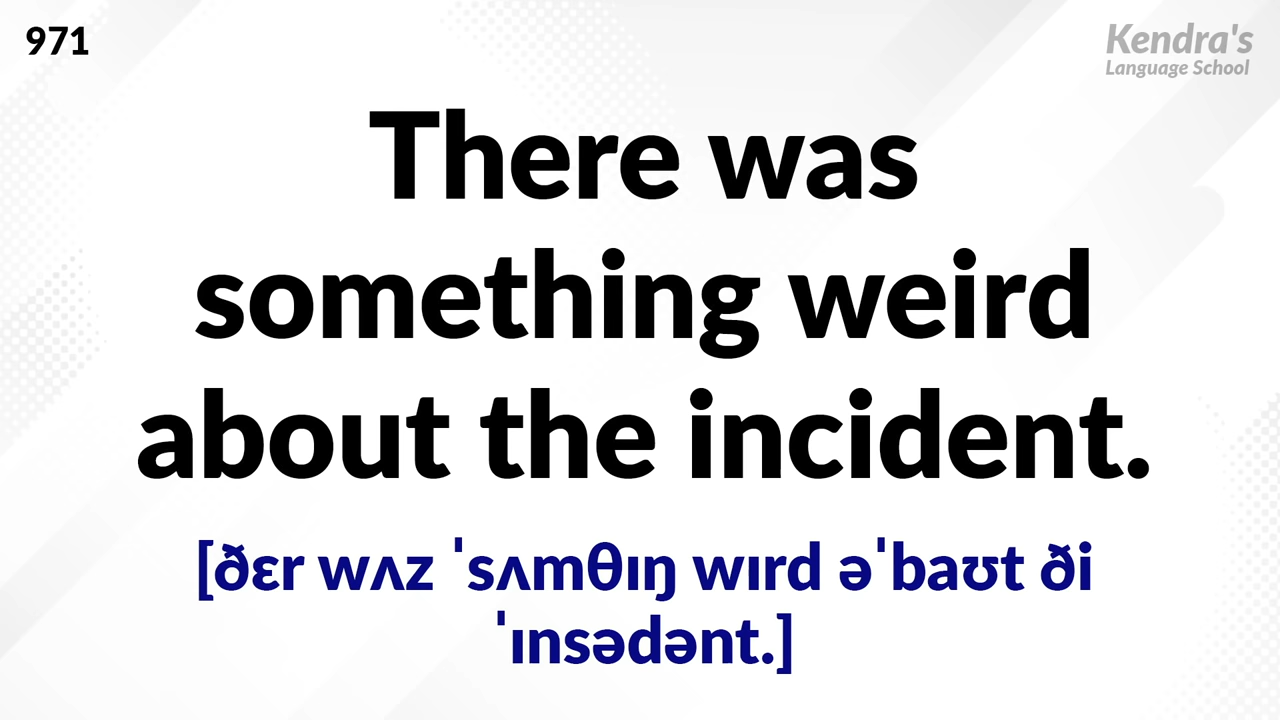 971
Kendra's
Language School
There was
something weird
about the incident.
[ðɛr wʌz ˈsʌmθɪŋ wɪrd əˈbaʊt ði
ˈɪnsədənt.]